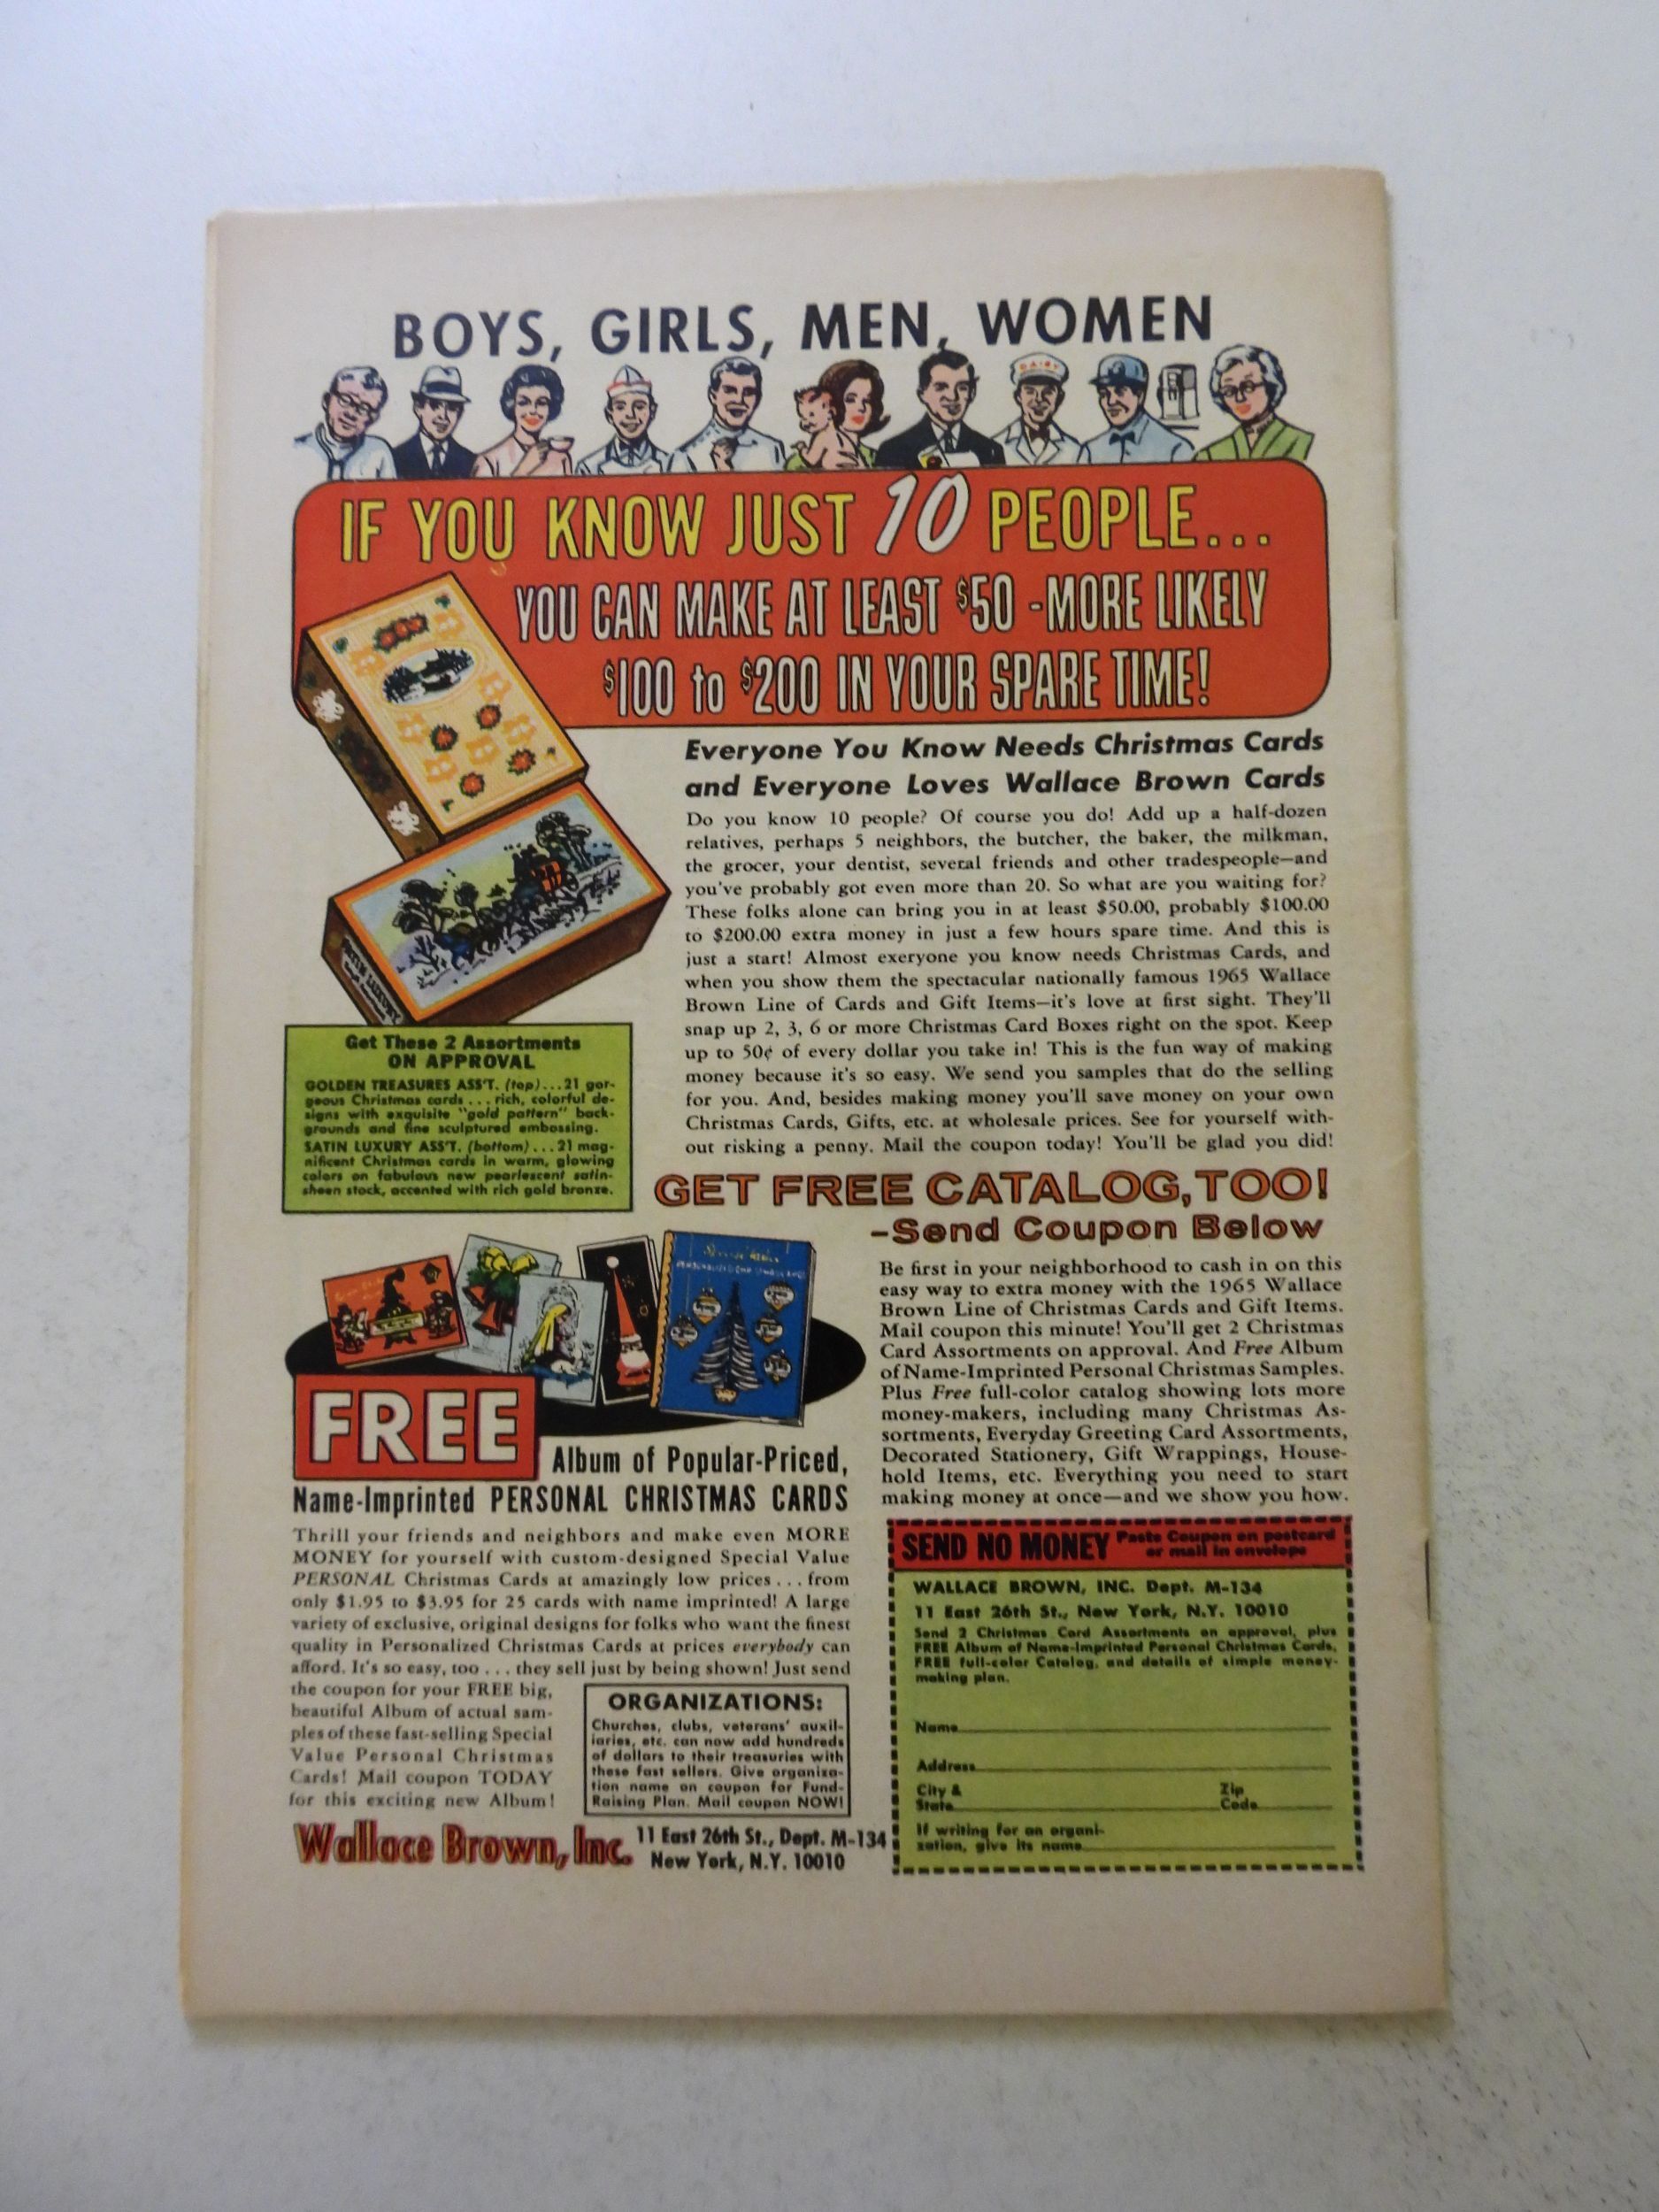 BOYS, GIRLS, MEN, WOMEN
DAIRY
IF YOU KNOW JUST 10 PEOPLE...
YOU CAN MAKE AT LEAST $50 - MORE LIKELY
$100 to $200 IN YOUR SPARE TIME!
Everyone You Know Needs Christmas Cards
and Everyone Loves Wallace Brown Cards
Do you know 10 people? Of course you do! Add up a half-dozen
relatives, perhaps 5 neighbors, the butcher, the baker, the milkman,
the grocer, your dentist, several friends and other tradespeople—and
you've probably got even more than 20. So what are you waiting for?
These folks alone can bring you in at least $50.00, probably $100.00
to $200.00 extra money in just a few hours spare time. And this is
just a start! Almost exeryone you know needs Christmas Cards, and
when you show them the spectacular nationally famous 1965 Wallace
Brown Line of Cards and Gift Items—it's love at first sight. They'll
snap up 2, 3, 6 or more Christmas Card Boxes right on the spot. Keep
up to 50¢ of every dollar you take in! This is the fun way of making
money because it's so easy. We send you samples that do the selling
for you. And, besides making money you'll save money on your own
Christmas Cards, Gifts, etc. at wholesale prices. See for yourself with-
out risking a penny. Mail the coupon today! You'll be glad you did!
SATIN LUXURY
Get These 2 Assortments
ON APPROVAL
GOLDEN TREASURES ASS'T. (top)...21 gor-
geous Christmas cards...rich, colorful de-
signs with exquisite "gold pattern" back-
grounds and fine sculptured embossing.
SATIN LUXURY ASS'T. (bottom)...21 mag-
nificent Christmas cards in warm, glowing
colors on fabulous new pearlescent satin-
sheen stock, accented with rich gold bronze.
GET FREE CATALOG, TOO!
-Send Coupon Below
Be first in your neighborhood to cash in on this
easy way to extra money with the 1965 Wallace
Brown Line of Christmas Cards and Gift Items.
Mail coupon this minute! You'll get 2 Christmas
Card Assortments on approval. And Free Album
of Name-Imprinted Personal Christmas Samples.
Plus Free full-color catalog showing lots more
money-makers, including many Christmas As-
sortments, Everyday Greeting Card Assortments,
Decorated Stationery, Gift Wrappings, House-
hold Items, etc. Everything you need to start
making money at once—and we show you how.
FREE
Album of Popular-Priced,
Name-Imprinted PERSONAL CHRISTMAS CARDS
Thrill your friends and neighbors and make even MORE
MONEY for yourself with custom-designed Special Value
PERSONAL Christmas Cards at amazingly low prices...from
only $1.95 to $3.95 for 25 cards with name imprinted! A large
variety of exclusive, original designs for folks who want the finest
quality in Personalized Christmas Cards at prices everybody can
afford. It's so easy, too...they sell just by being shown! Just send
the coupon for your FREE big,
beautiful Album of actual sam-
ples of these fast-selling Special
Value Personal Christmas
Cards! Mail coupon TODAY
for this exciting new Album!
ORGANIZATIONS:
Churches, clubs, veterans' auxil-
iaries, etc. can now add hundreds
of dollars to their treasuries with
these fast sellers. Give organiza-
tion name on coupon for Fund-
Raising Plan. Mail coupon NOW!
Wallace Brown, Inc.
11 East 26th St., Dept. M-134
New York, N.Y. 10010
SEND NO MONEY Paste Coupon on postcard
or mail in envelope
WALLACE BROWN, INC. Dept. M-134
11 East 26th St., New York, N.Y. 10010
Send 2 Christmas Card Assortments on approval, plus
FREE Album of Name-Imprinted Personal Christmas Cards,
FREE full-color Catalog, and details of simple money-
making plan.
Name
Address
City &
State
Zip
Code
If writing for an organi-
zation, give its name